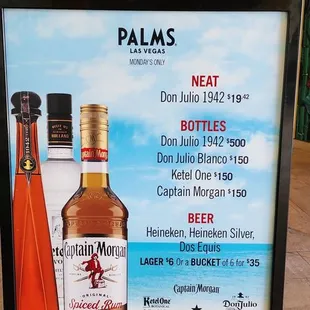 PALMS
LAS VEGAS
MONDAY'S ONLY
NEAT
Don Julio 1942 $19.42
BOTTLES
Don Julio 1942 $500
Don Julio Blanco $150
Ketel One $150
Captain Morgan $150
BEER
Heineken, Heineken Silver,
Dos Equis
LAGER $6 Or a BUCKET of 6 for $35
Captain Morgan
Ketel One
Don Julio
Captain Morgan
ORIGINAL
Spiced Rum